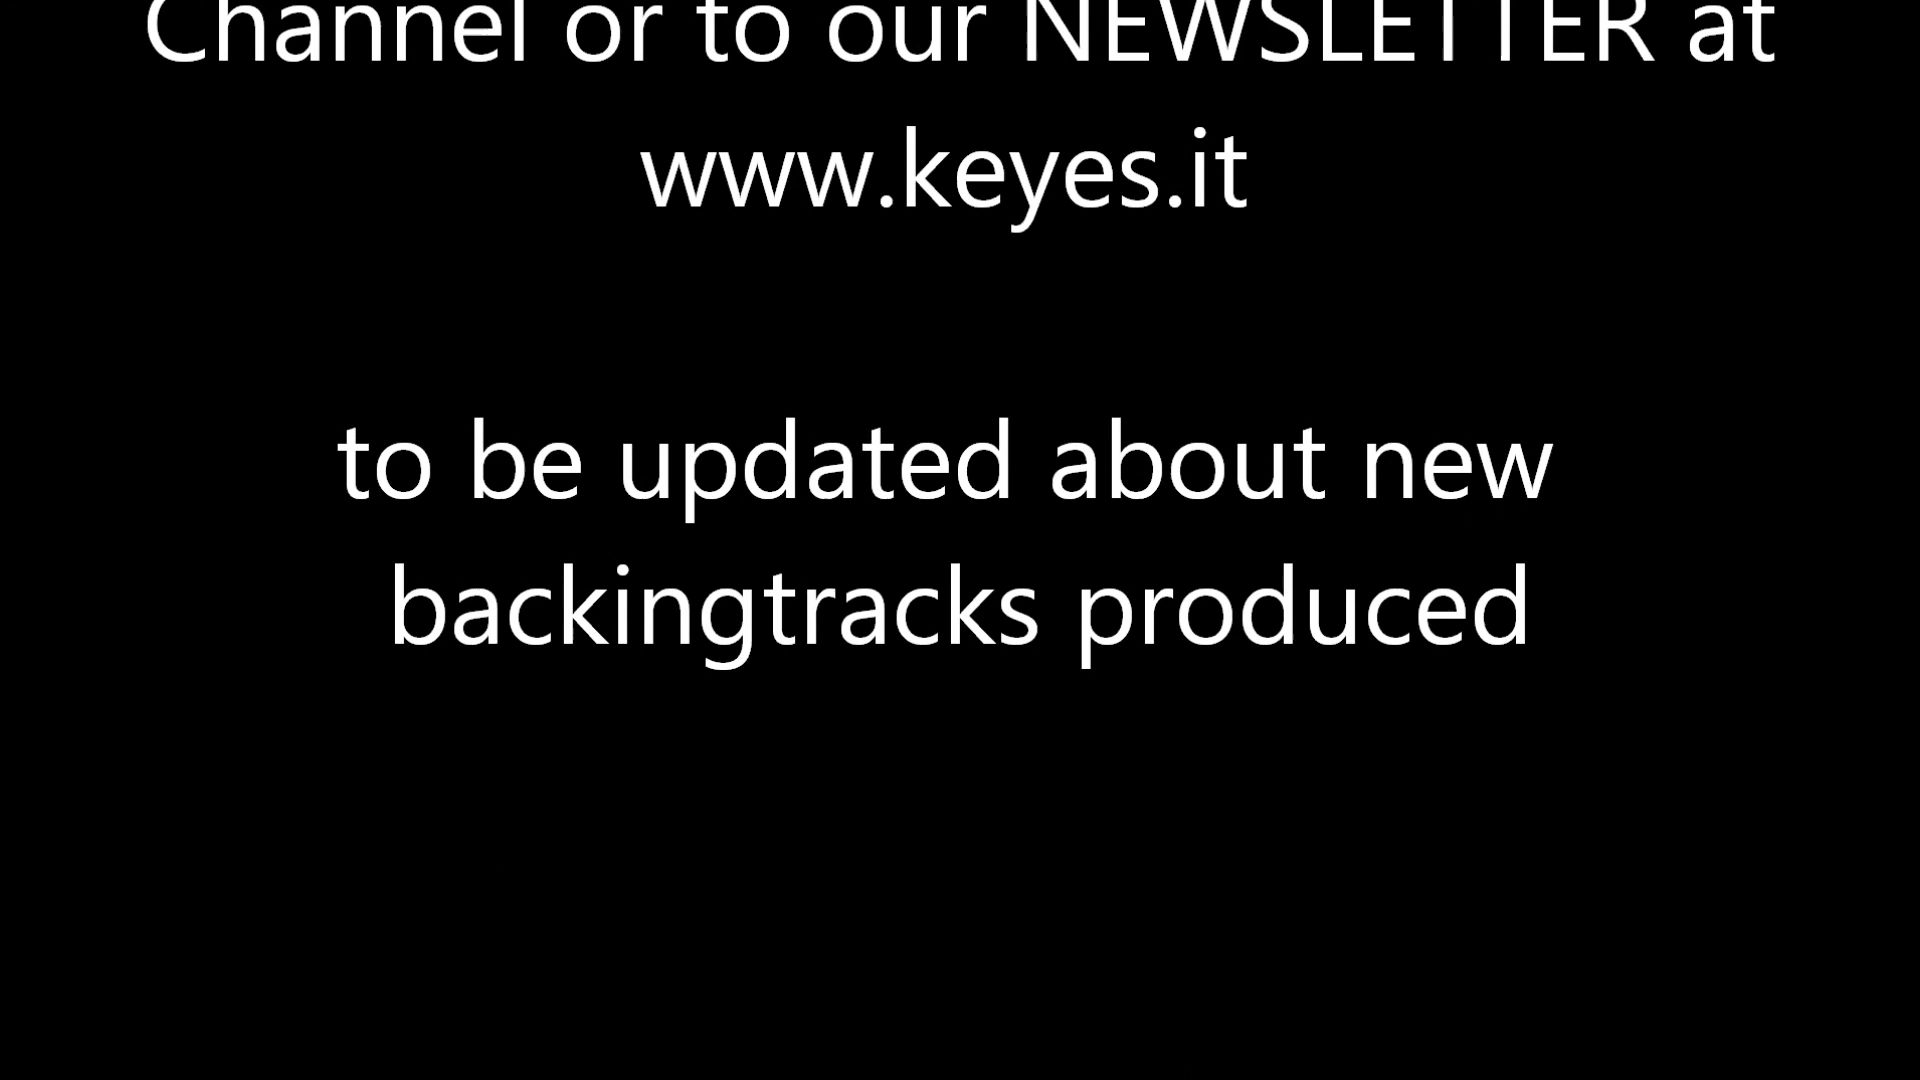 Channel or to our NEWSLETTER at
www.keyes.it
to be updated about new
backingtracks produced